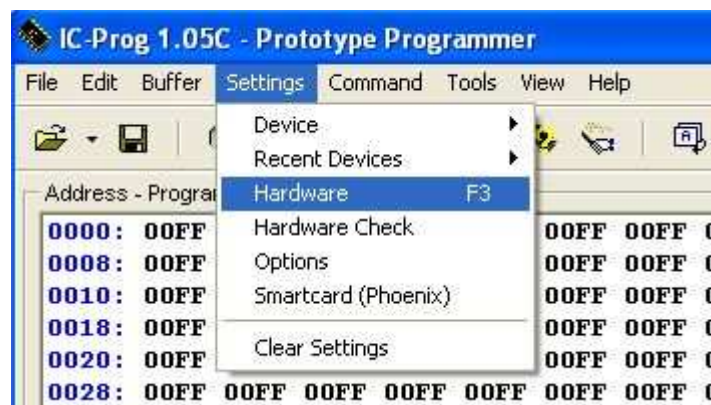 IC-Prog 1.05C - Prototype Programmer
File Edit Buffer Settings Command Tools View Help
Device
Recent Devices
Hardware F3
Hardware Check
Options
Smartcard (Phoenix)
Clear Settings
Address - Progra
0000: 00FF 00FF 00FF
0008: 00FF 00FF 00FF
0010: 00FF 00FF 00FF
0018: 00FF 00FF 00FF
0020: 00FF 00FF 00FF
0028: 00FF 00FF 00FF 00FF 00FF 00FF 00FF